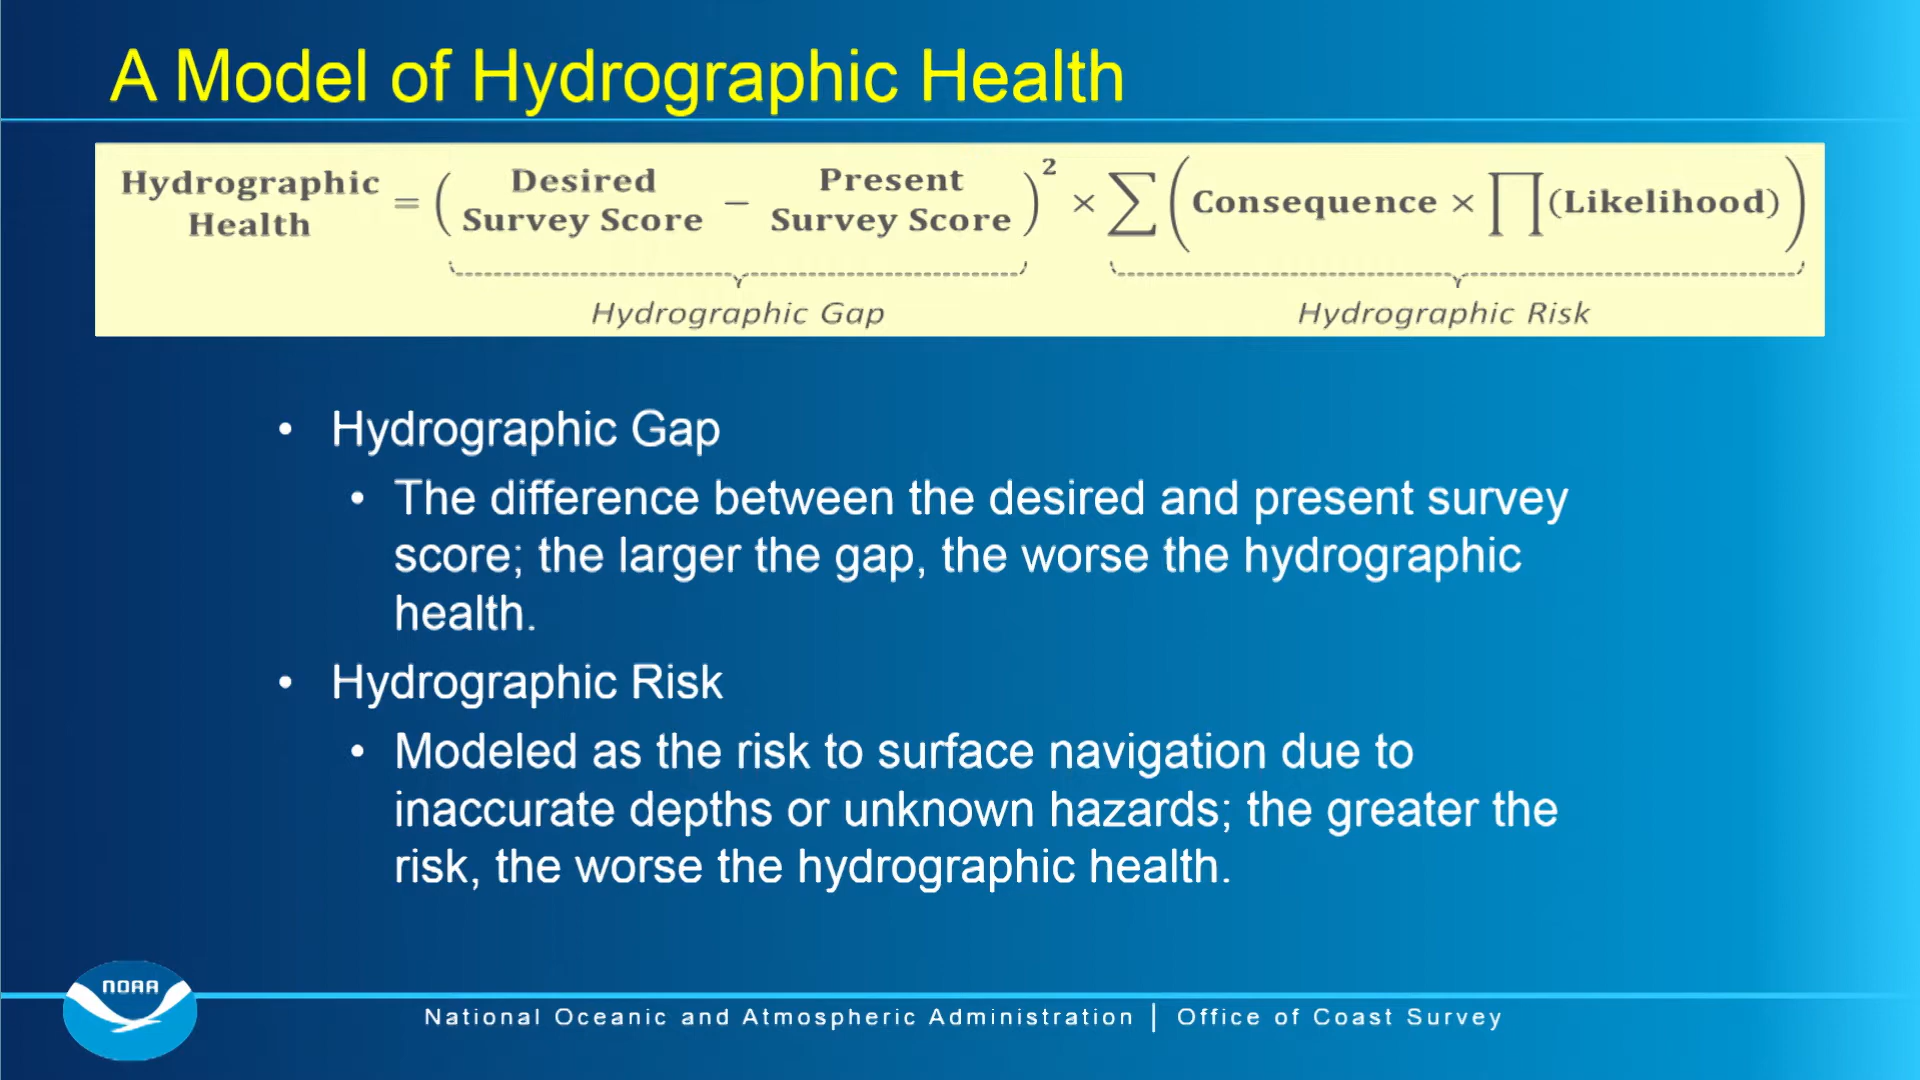 A Model of Hydrographic Health
Hydrographic Health = (Desired Survey Score − Present Survey Score)² × ∑(Consequence × ∏(Likelihood))
Hydrographic Gap
Hydrographic Risk
• Hydrographic Gap
• The difference between the desired and present survey
score; the larger the gap, the worse the hydrographic
health.
• Hydrographic Risk
• Modeled as the risk to surface navigation due to
inaccurate depths or unknown hazards; the greater the
risk, the worse the hydrographic health.
NOAA
National Oceanic and Atmospheric Administration | Office of Coast Survey